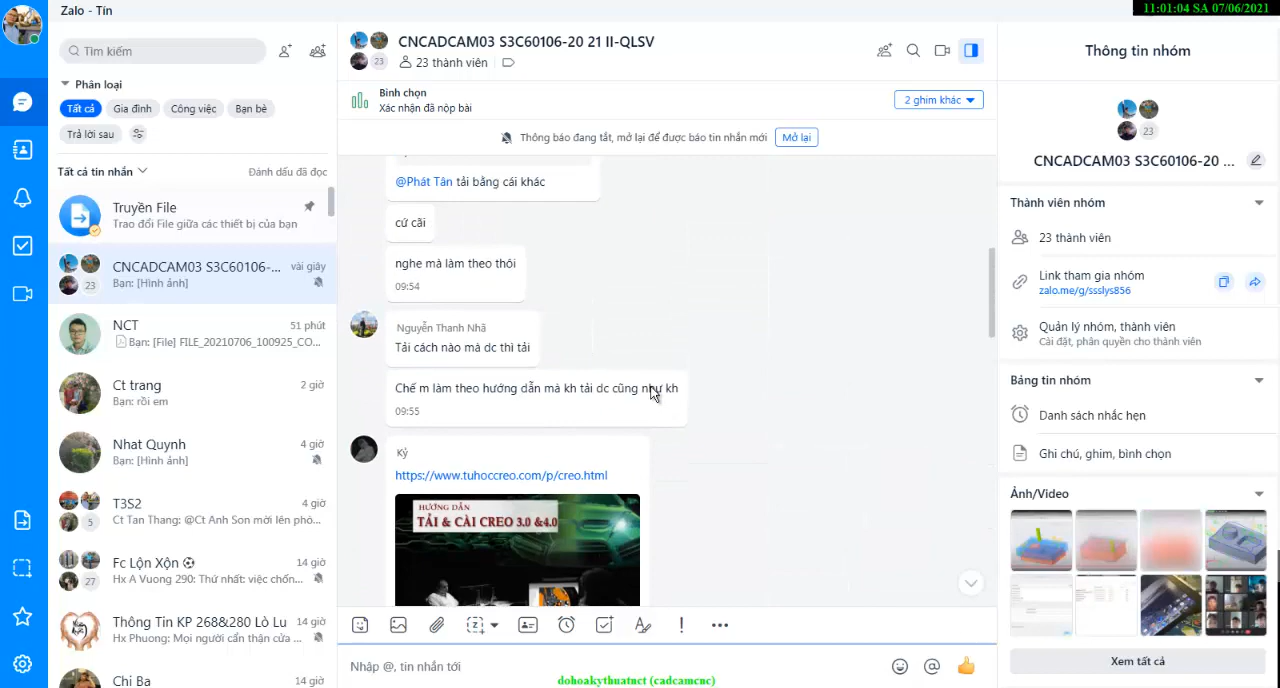 Zalo - Tín
11:01:04 SA 07/06/2021
Tìm kiếm
Phân loại
Tất cả
Gia đình
Công việc
Bạn bè
Trả lời sau
Tất cả tin nhắn
Đánh dấu đã đọc
Truyền File
Trao đổi File giữa các thiết bị của bạn
CNCADCAM03 S3C60106-...
vài giây
23
Bạn: [Hình ảnh]
NCT
51 phút
Bạn: [File] FILE_20210706_100925_CO...
Ct trang
2 giờ
Bạn: rồi em
Nhat Quynh
4 giờ
Bạn: [Hình ảnh]
T3S2
4 giờ
5
Ct Tan Thang: @Ct Anh Son mời lên phò...
Fc Lộn Xộn ⚽
14 giờ
27
Hx A Vuong 290: Thứ nhất: việc chốn...
Thông Tin KP 268&280 Lò Lu
14 giờ
Hx Phuong: Mọi người cẩn thận cửa ...
Chi Ba
14 giờ
CNCADCAM03 S3C60106-20 21 II-QLSV
23
23 thành viên
Bình chọn
Xác nhận đã nộp bài
2 ghim khác
Thông báo đang tắt, mở lại để được báo tin nhắn mới
Mở lại
@Phát Tân tải bằng cái khác
cứ cãi
nghe mà làm theo thôi
09:54
Nguyễn Thanh Nhã
Tải cách nào mà dc thì tải
Chế m làm theo hướng dẫn mà kh tải dc cũng như kh
09:55
Ký
https://www.tuhoccreo.com/p/creo.html
HƯỚNG DẪN
TẢI & CÀI CREO 3.0 &4.0
Nhập @, tin nhắn tới
dohoakythuatnct (cadcamcnc)
Thông tin nhóm
23
CNCADCAM03 S3C60106-20 ...
Thành viên nhóm
23 thành viên
Link tham gia nhóm
zalo.me/g/ssslys856
Quản lý nhóm, thành viên
Cài đặt, phân quyền cho thành viên
Bảng tin nhóm
Danh sách nhắc hẹn
Ghi chú, ghim, bình chọn
Ảnh/Video
Xem tất cả